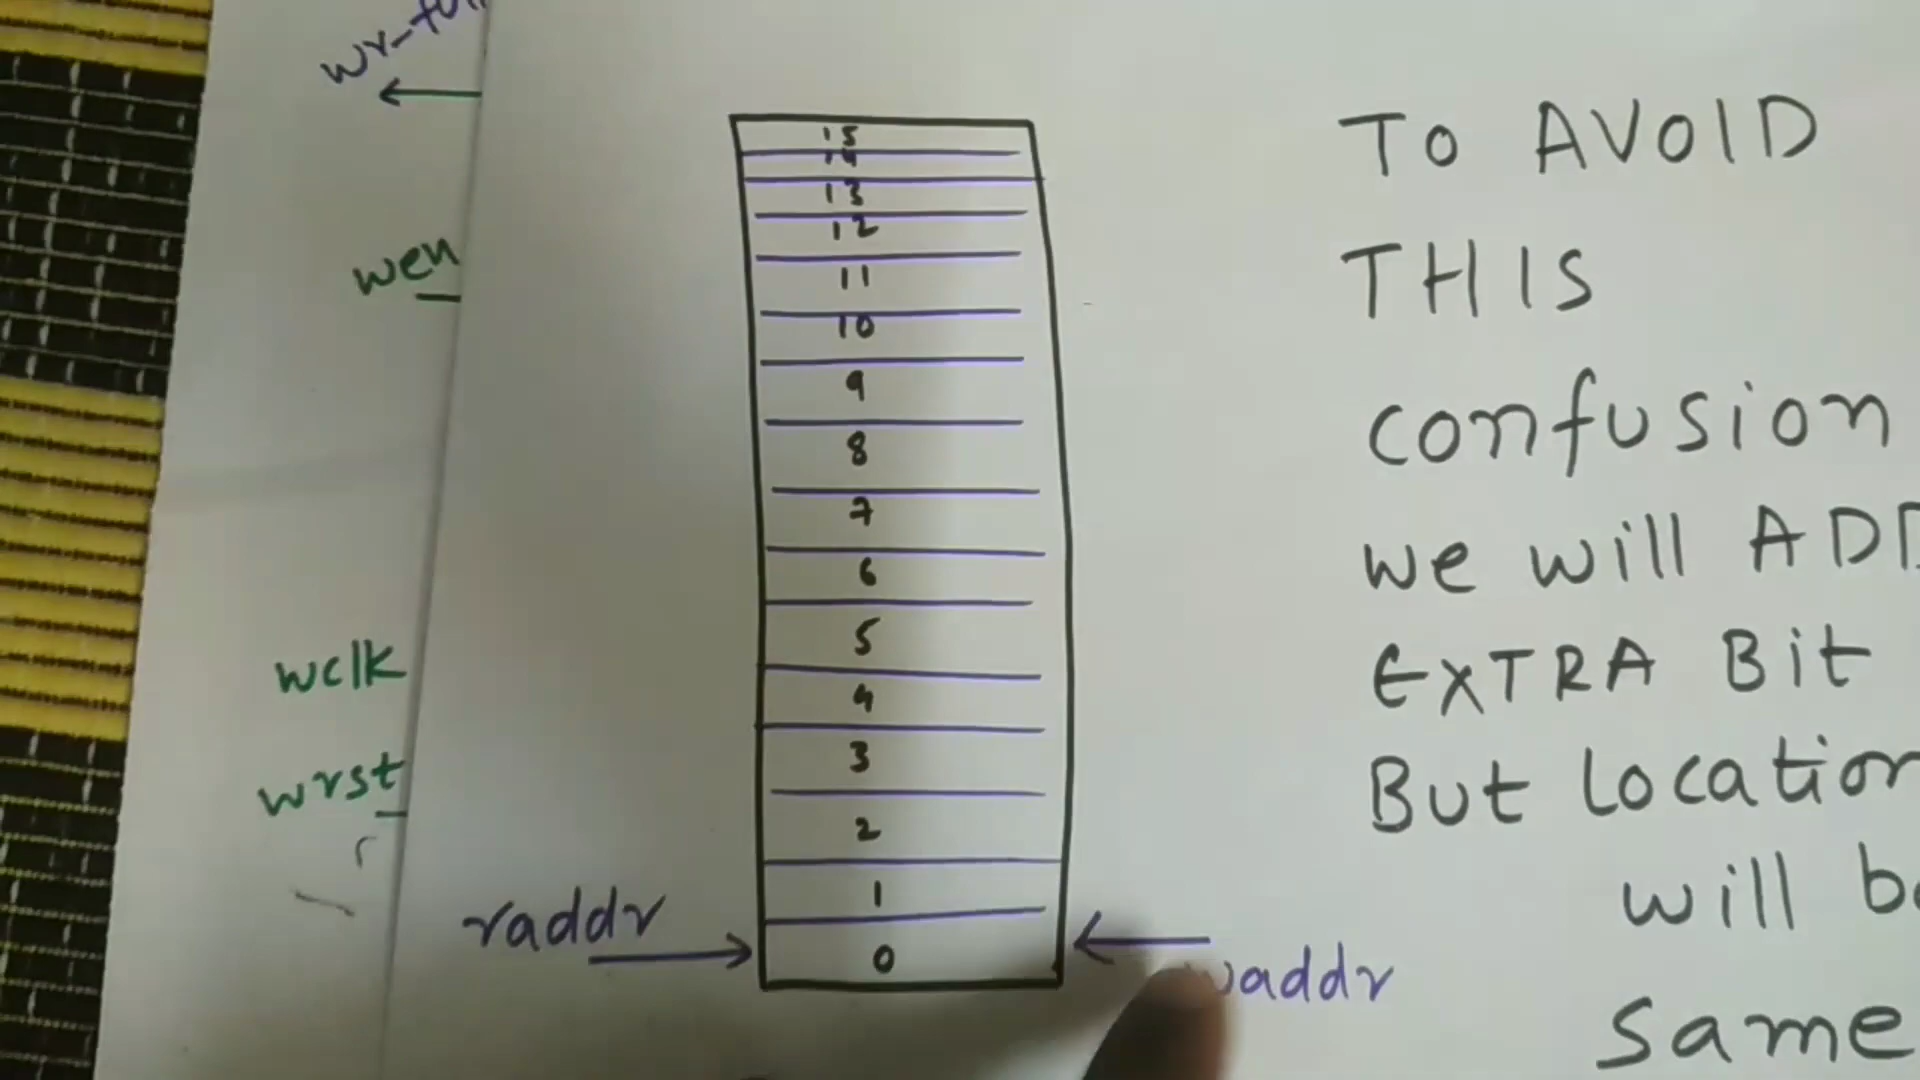 wen
wclk
wrst
15
14
13
12
11
10
9
8
7
6
5
4
3
2
1
0
raddr
waddr
TO AVOID
THIS
confusion
we will ADD
EXTRA Bit
But location
will be
same